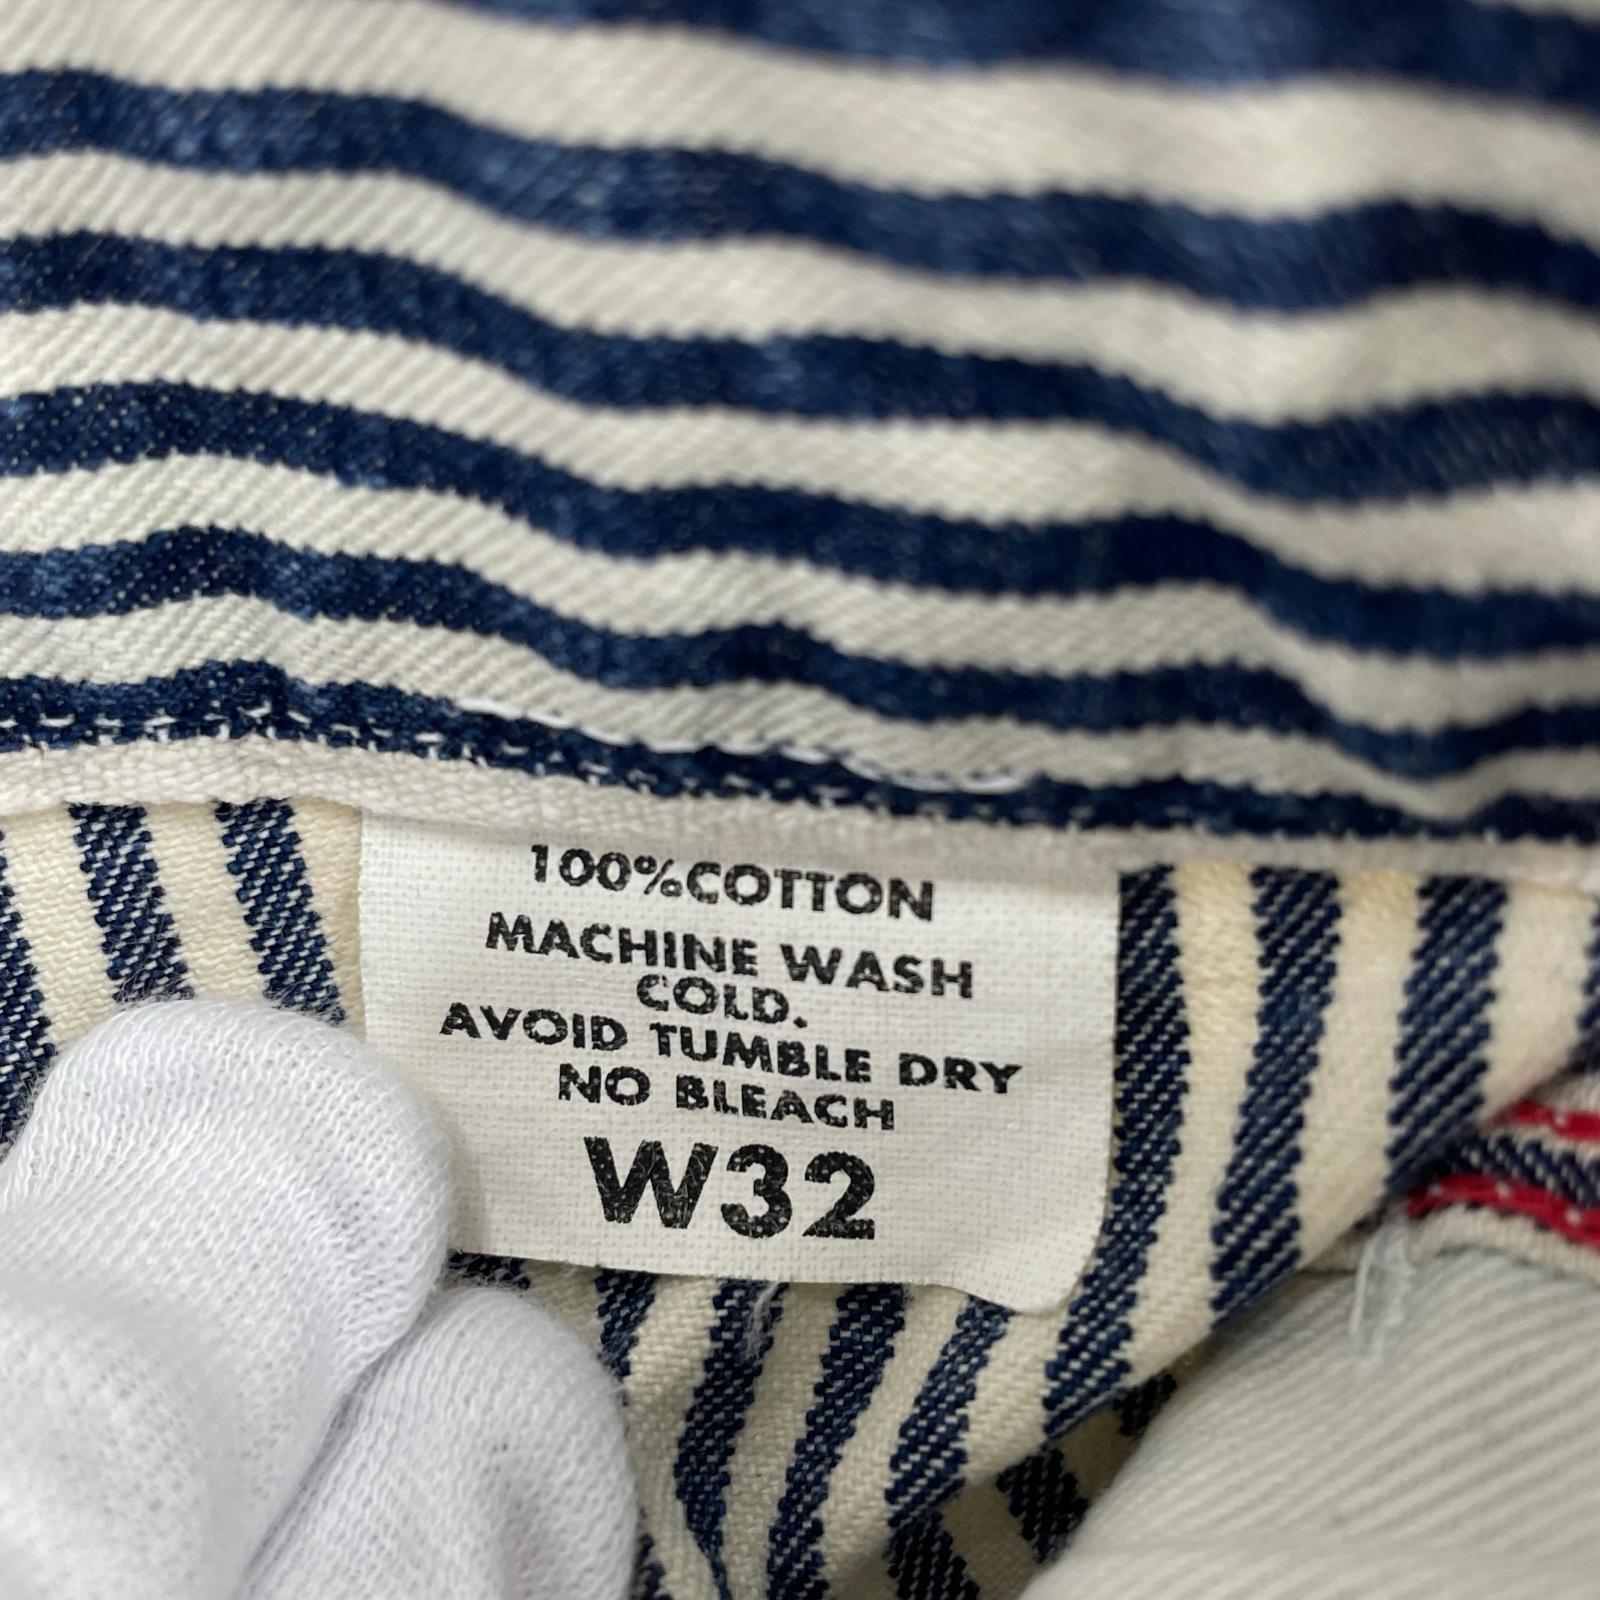 100%COTTON
MACHINE WASH
COLD.
AVOID TUMBLE DRY
NO BLEACH
W32